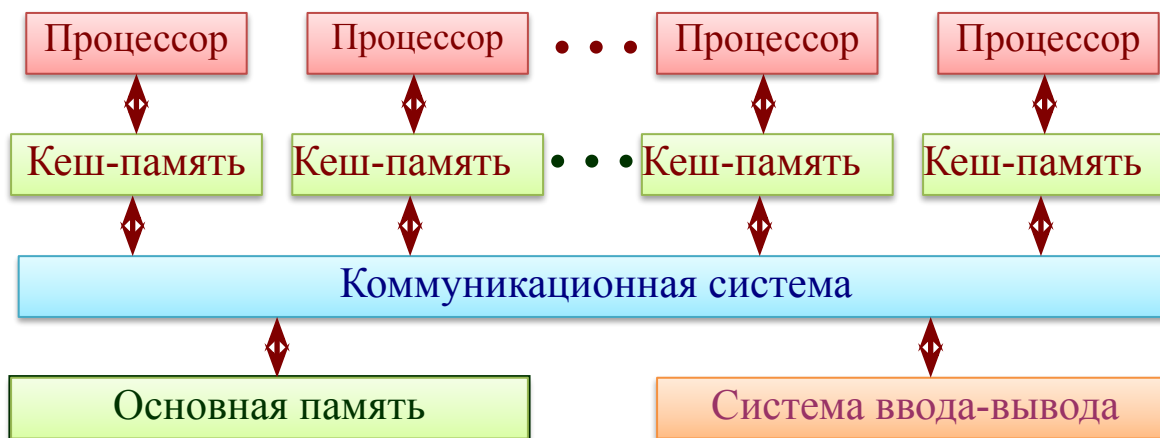 Процессор Процессор • • • Процессор Процессор
Кеш-память Кеш-память • • • Кеш-память Кеш-память
Коммуникационная система
Основная память Система ввода-вывода